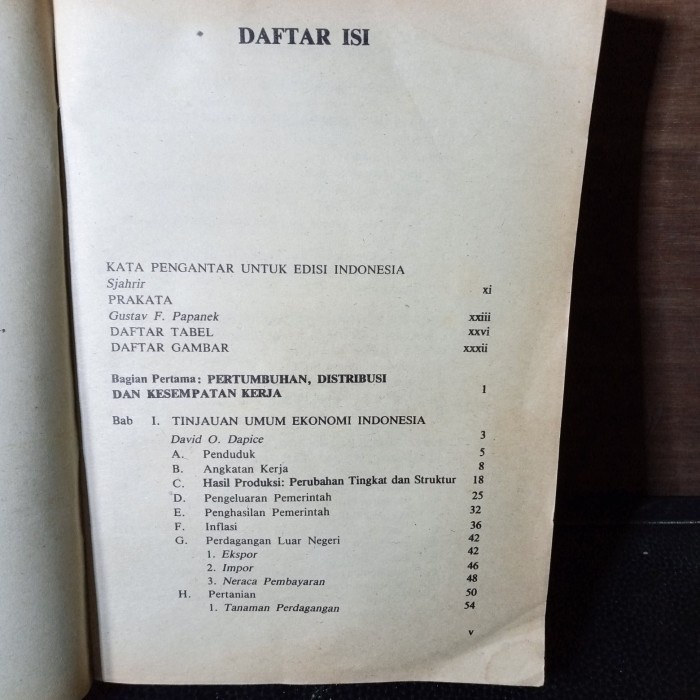 DAFTAR ISI
KATA PENGANTAR UNTUK EDISI INDONESIA
Sjahrir xi
PRAKATA
Gustav F. Papanek xxiii
DAFTAR TABEL xxvi
DAFTAR GAMBAR xxxii
Bagian Pertama: PERTUMBUHAN, DISTRIBUSI
DAN KESEMPATAN KERJA 1
Bab 1. TINJAUAN UMUM EKONOMI INDONESIA
David O. Dapice 3
A. Penduduk 5
B. Angkatan Kerja 8
C. Hasil Produksi: Perubahan Tingkat dan Struktur 18
D. Pengeluaran Pemerintah 25
E. Penghasilan Pemerintah 32
F. Inflasi 36
G. Perdagangan Luar Negeri 42
1. Ekspor 42
2. Impor 46
3. Neraca Pembayaran 48
H. Pertanian 50
1. Tanaman Perdagangan 54
v